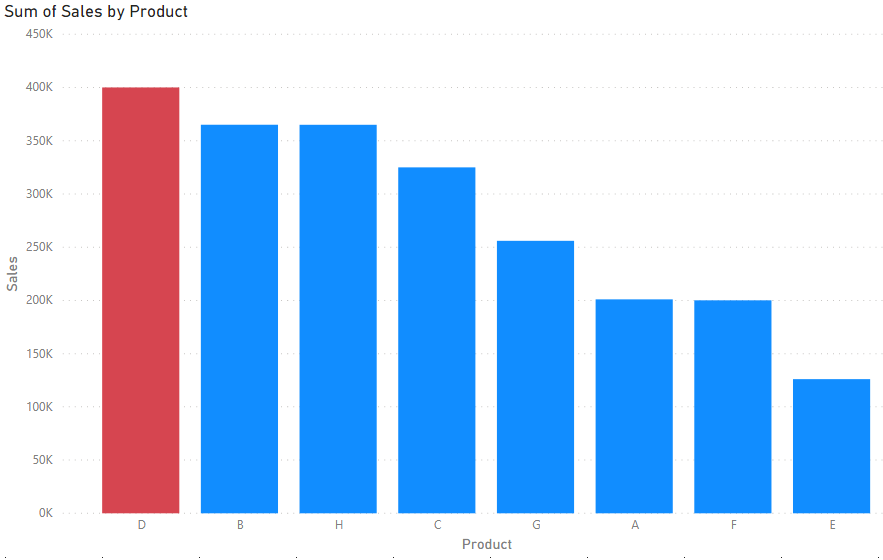 Sum of Sales by Product
450K
400K
350K
300K
250K
200K
150K
100K
50K
0K
Sales
D B H C G A F E
Product